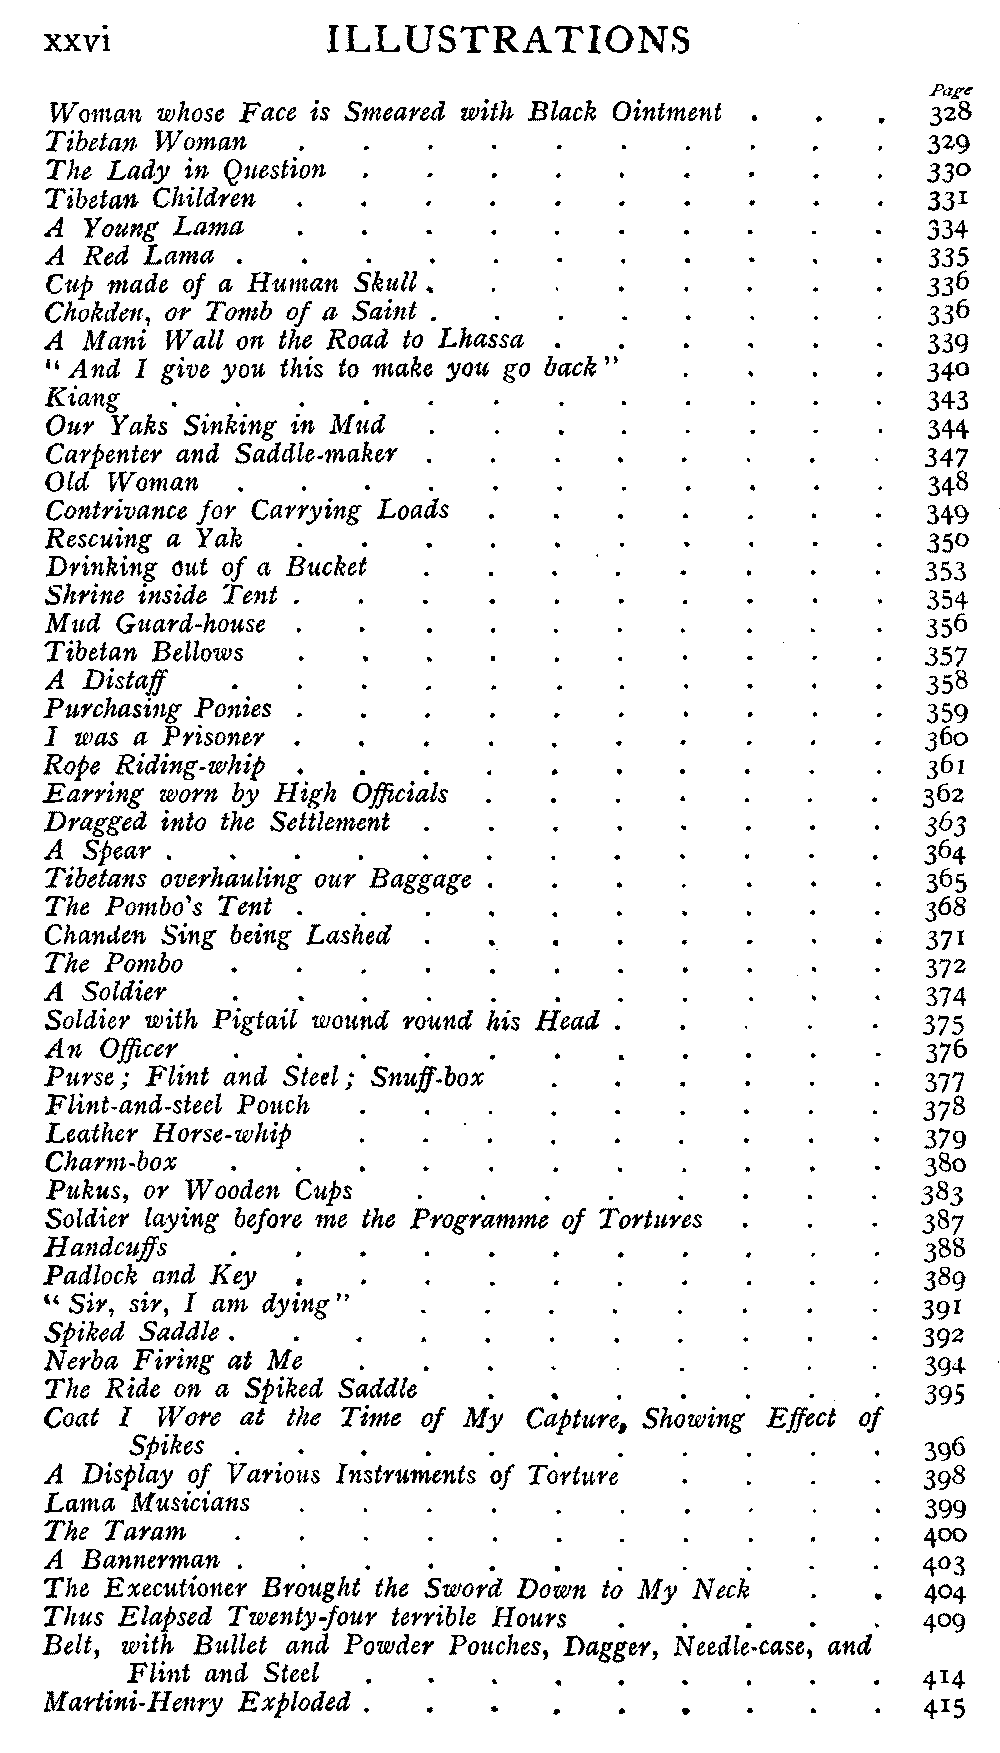 xxvi ILLUSTRATIONS
Page
Woman whose Face is Smeared with Black Ointment . . . 328
Tibetan Woman . . . . . . . . . . 329
The Lady in Question . . . . . . . . . 330
Tibetan Children . . . . . . . . . . 331
A Young Lama . . . . . . . . . . 334
A Red Lama . . . . . . . . . . . 335
Cup made of a Human Skull . . . . . . . . 336
Chokden, or Tomb of a Saint . . . . . . . . 336
A Mani Wall on the Road to Lhassa . . . . . . 339
"And I give you this to make you go back" . . . . 340
Kiang . . . . . . . . . . . . 343
Our Yaks Sinking in Mud . . . . . . . . 344
Carpenter and Saddle-maker . . . . . . . . 347
Old Woman . . . . . . . . . . . 348
Contrivance for Carrying Loads . . . . . . . 349
Rescuing a Yak . . . . . . . . . . 350
Drinking out of a Bucket . . . . . . . . 353
Shrine inside Tent . . . . . . . . . . 354
Mud Guard-house . . . . . . . . . . 356
Tibetan Bellows . . . . . . . . . . 357
A Distaff . . . . . . . . . . . 358
Purchasing Ponies . . . . . . . . . . 359
I was a Prisoner . . . . . . . . . . 360
Rope Riding-whip . . . . . . . . . . 361
Earring worn by High Officials . . . . . . . 362
Dragged into the Settlement . . . . . . . . 363
A Spear . . . . . . . . . . . . 364
Tibetans overhauling our Baggage . . . . . . . 365
The Pombo's Tent . . . . . . . . . . 368
Chanden Sing being Lashed . . . . . . . . 371
The Pombo . . . . . . . . . . . 372
A Soldier . . . . . . . . . . . 374
Soldier with Pigtail wound round his Head . . . . . 375
An Officer . . . . . . . . . . . 376
Purse; Flint and Steel; Snuff-box . . . . . . 377
Flint-and-steel Pouch . . . . . . . . . 378
Leather Horse-whip . . . . . . . . . 379
Charm-box . . . . . . . . . . . 380
Pukus, or Wooden Cups . . . . . . . . 383
Soldier laying before me the Programme of Tortures . . . 387
Handcuffs . . . . . . . . . . . 388
Padlock and Key . . . . . . . . . . 389
"Sir, sir, I am dying" . . . . . . . . 391
Spiked Saddle . . . . . . . . . . . 392
Nerba Firing at Me . . . . . . . . . 394
The Ride on a Spiked Saddle . . . . . . . 395
Coat I Wore at the Time of My Capture, Showing Effect of
Spikes . . . . . . . . . . . 396
A Display of Various Instruments of Torture . . . . 398
Lama Musicians . . . . . . . . . . 399
The Taram . . . . . . . . . . . 400
A Bannerman . . . . . . . . . . . 403
The Executioner Brought the Sword Down to My Neck . . 404
Thus Elapsed Twenty-four terrible Hours . . . . . 409
Belt, with Bullet and Powder Pouches, Dagger, Needle-case, and
Flint and Steel . . . . . . . . . 414
Martini-Henry Exploded . . . . . . . . . 415